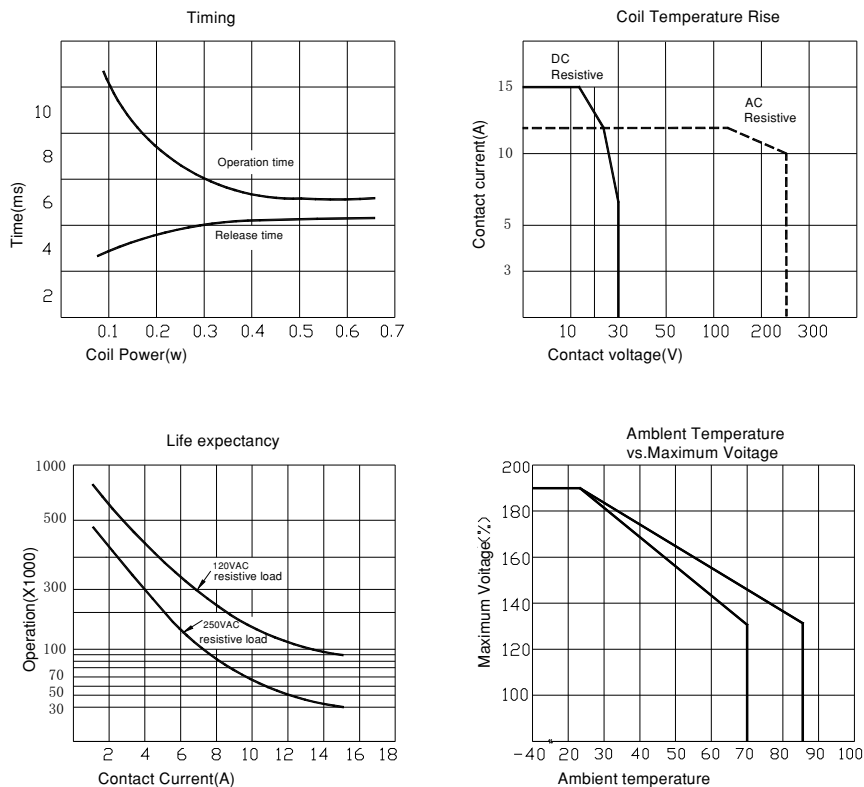 Timing
10
8
6
4
2
Time(ms)
Operation time
Release time
0.1 0.2 0.3 0.4 0.5 0.6 0.7
Coil Power(w)
Coil Temperature Rise
DC
Resistive
AC
Resistive
15
10
5
3
Contact current(A)
10 30 50 100 200 300
Contact voltage(V)
Life expectancy
1000
500
300
100
70
50
30
Operation(X1000)
120VAC
resistive load
250VAC
resistive load
2 4 6 8 10 12 14 16 18
Contact Current(A)
Amblent Temperature
vs.Maximum Voitage
200
180
160
140
120
100
Maximum Voitage(%)
-40 20 30 40 50 60 70 80 90 100
Ambient temperature